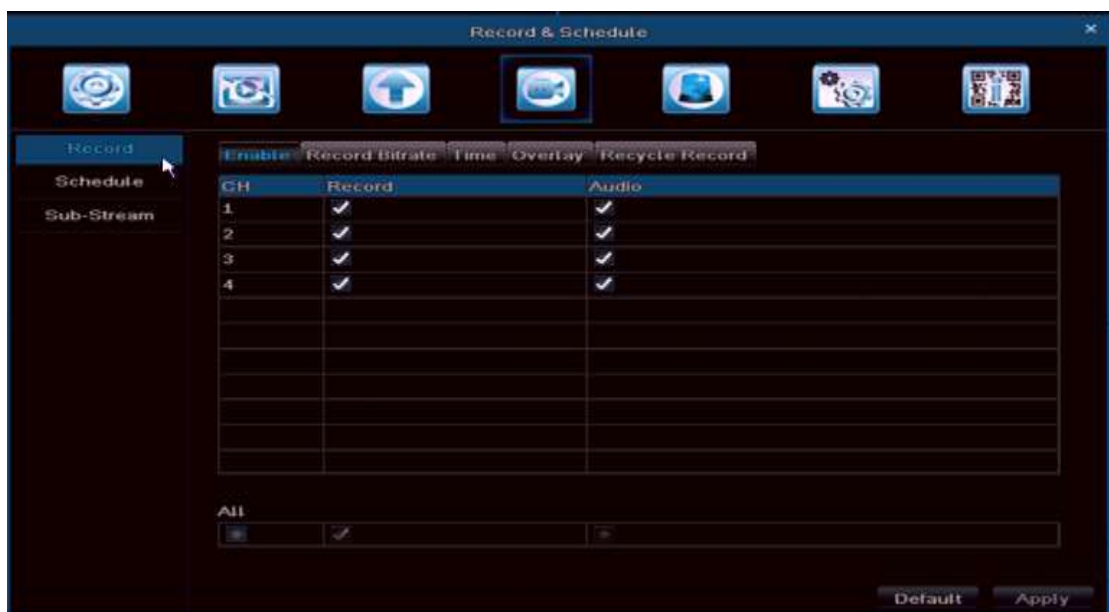 Record & Schedule
Record
Schedule
Sub-Stream
Enable Record Bitrate Time Overlay Recycle Record
CH Record Audio
1
2
3
4
All
Default Apply